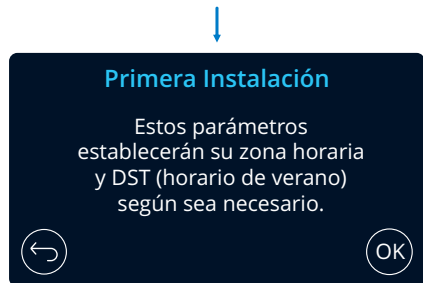 Primera Instalación
Estos parámetros
establecerán su zona horaria
y DST (horario de verano)
según sea necesario.
OK